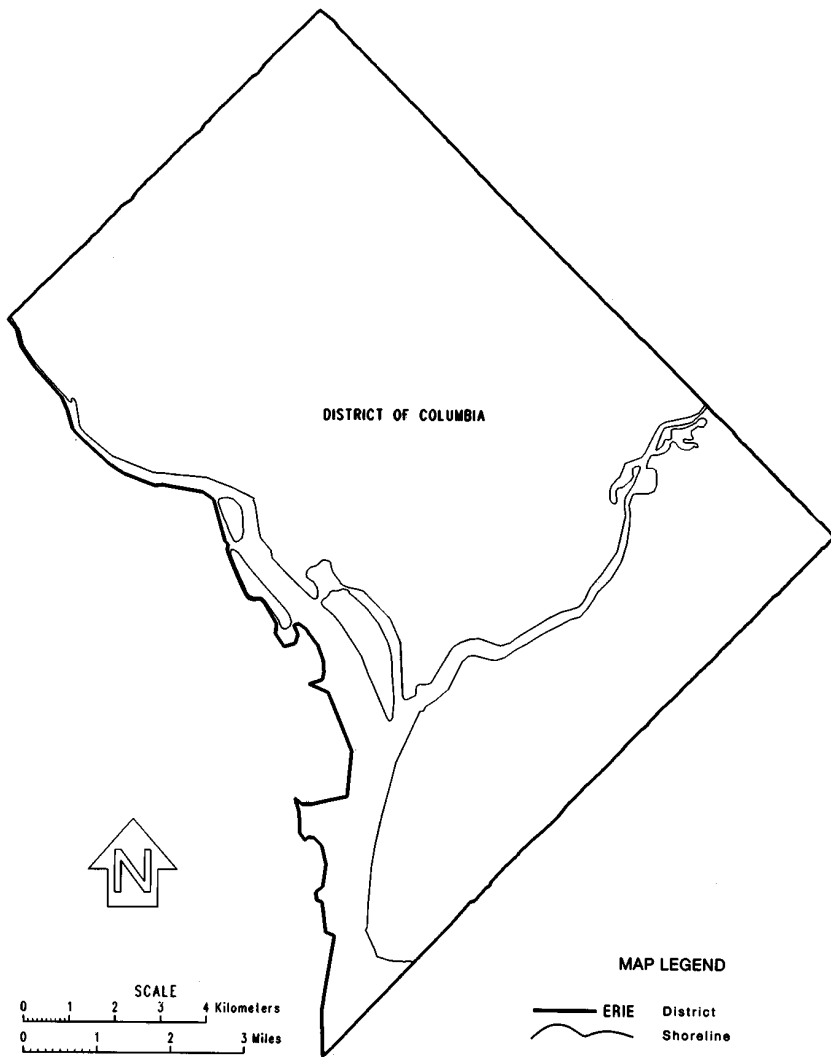 DISTRICT OF COLUMBIA
N
SCALE
0 1 2 3 4 Kilometers
0 1 2 3 Miles
MAP LEGEND
ERIE District
Shoreline